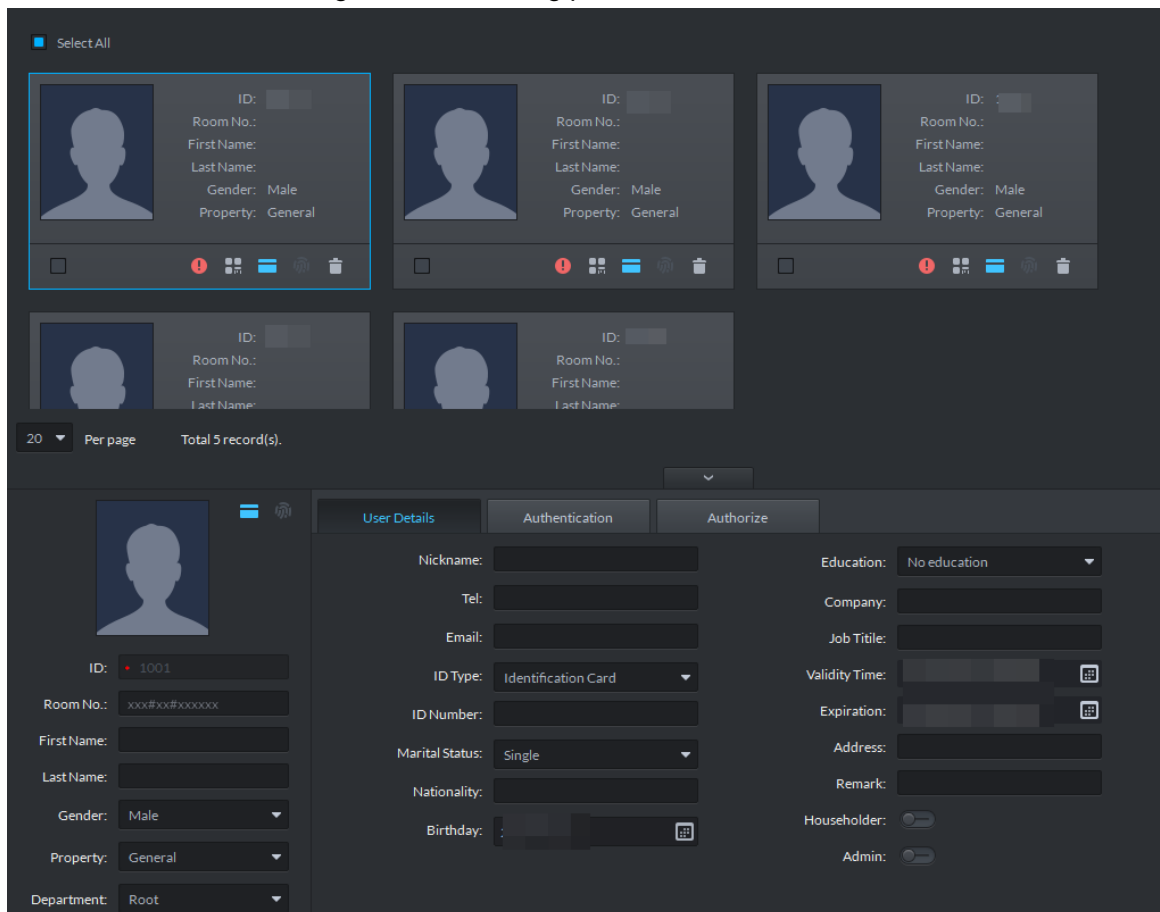 Select All
ID: ID: ID:
Room No.: Room No.: Room No.:
First Name: First Name: First Name:
Last Name: Last Name: Last Name:
Gender: Male Gender: Male Gender: Male
Property: General Property: General Property: General
ID: ID:
Room No.: Room No.:
First Name: First Name:
Last Name: Last Name:
20 Per page Total 5 record(s).
User Details Authentication Authorize
Nickname: Education: No education
Tel: Company:
Email: Job Titile:
ID: • 1001 ID Type: Identification Card Validity Time:
Room No.: xxx#xx#xxxxxx ID Number: Expiration:
First Name: Marital Status: Single Address:
Last Name: Nationality: Remark:
Gender: Male Birthday: Householder:
Property: General Admin:
Department: Root